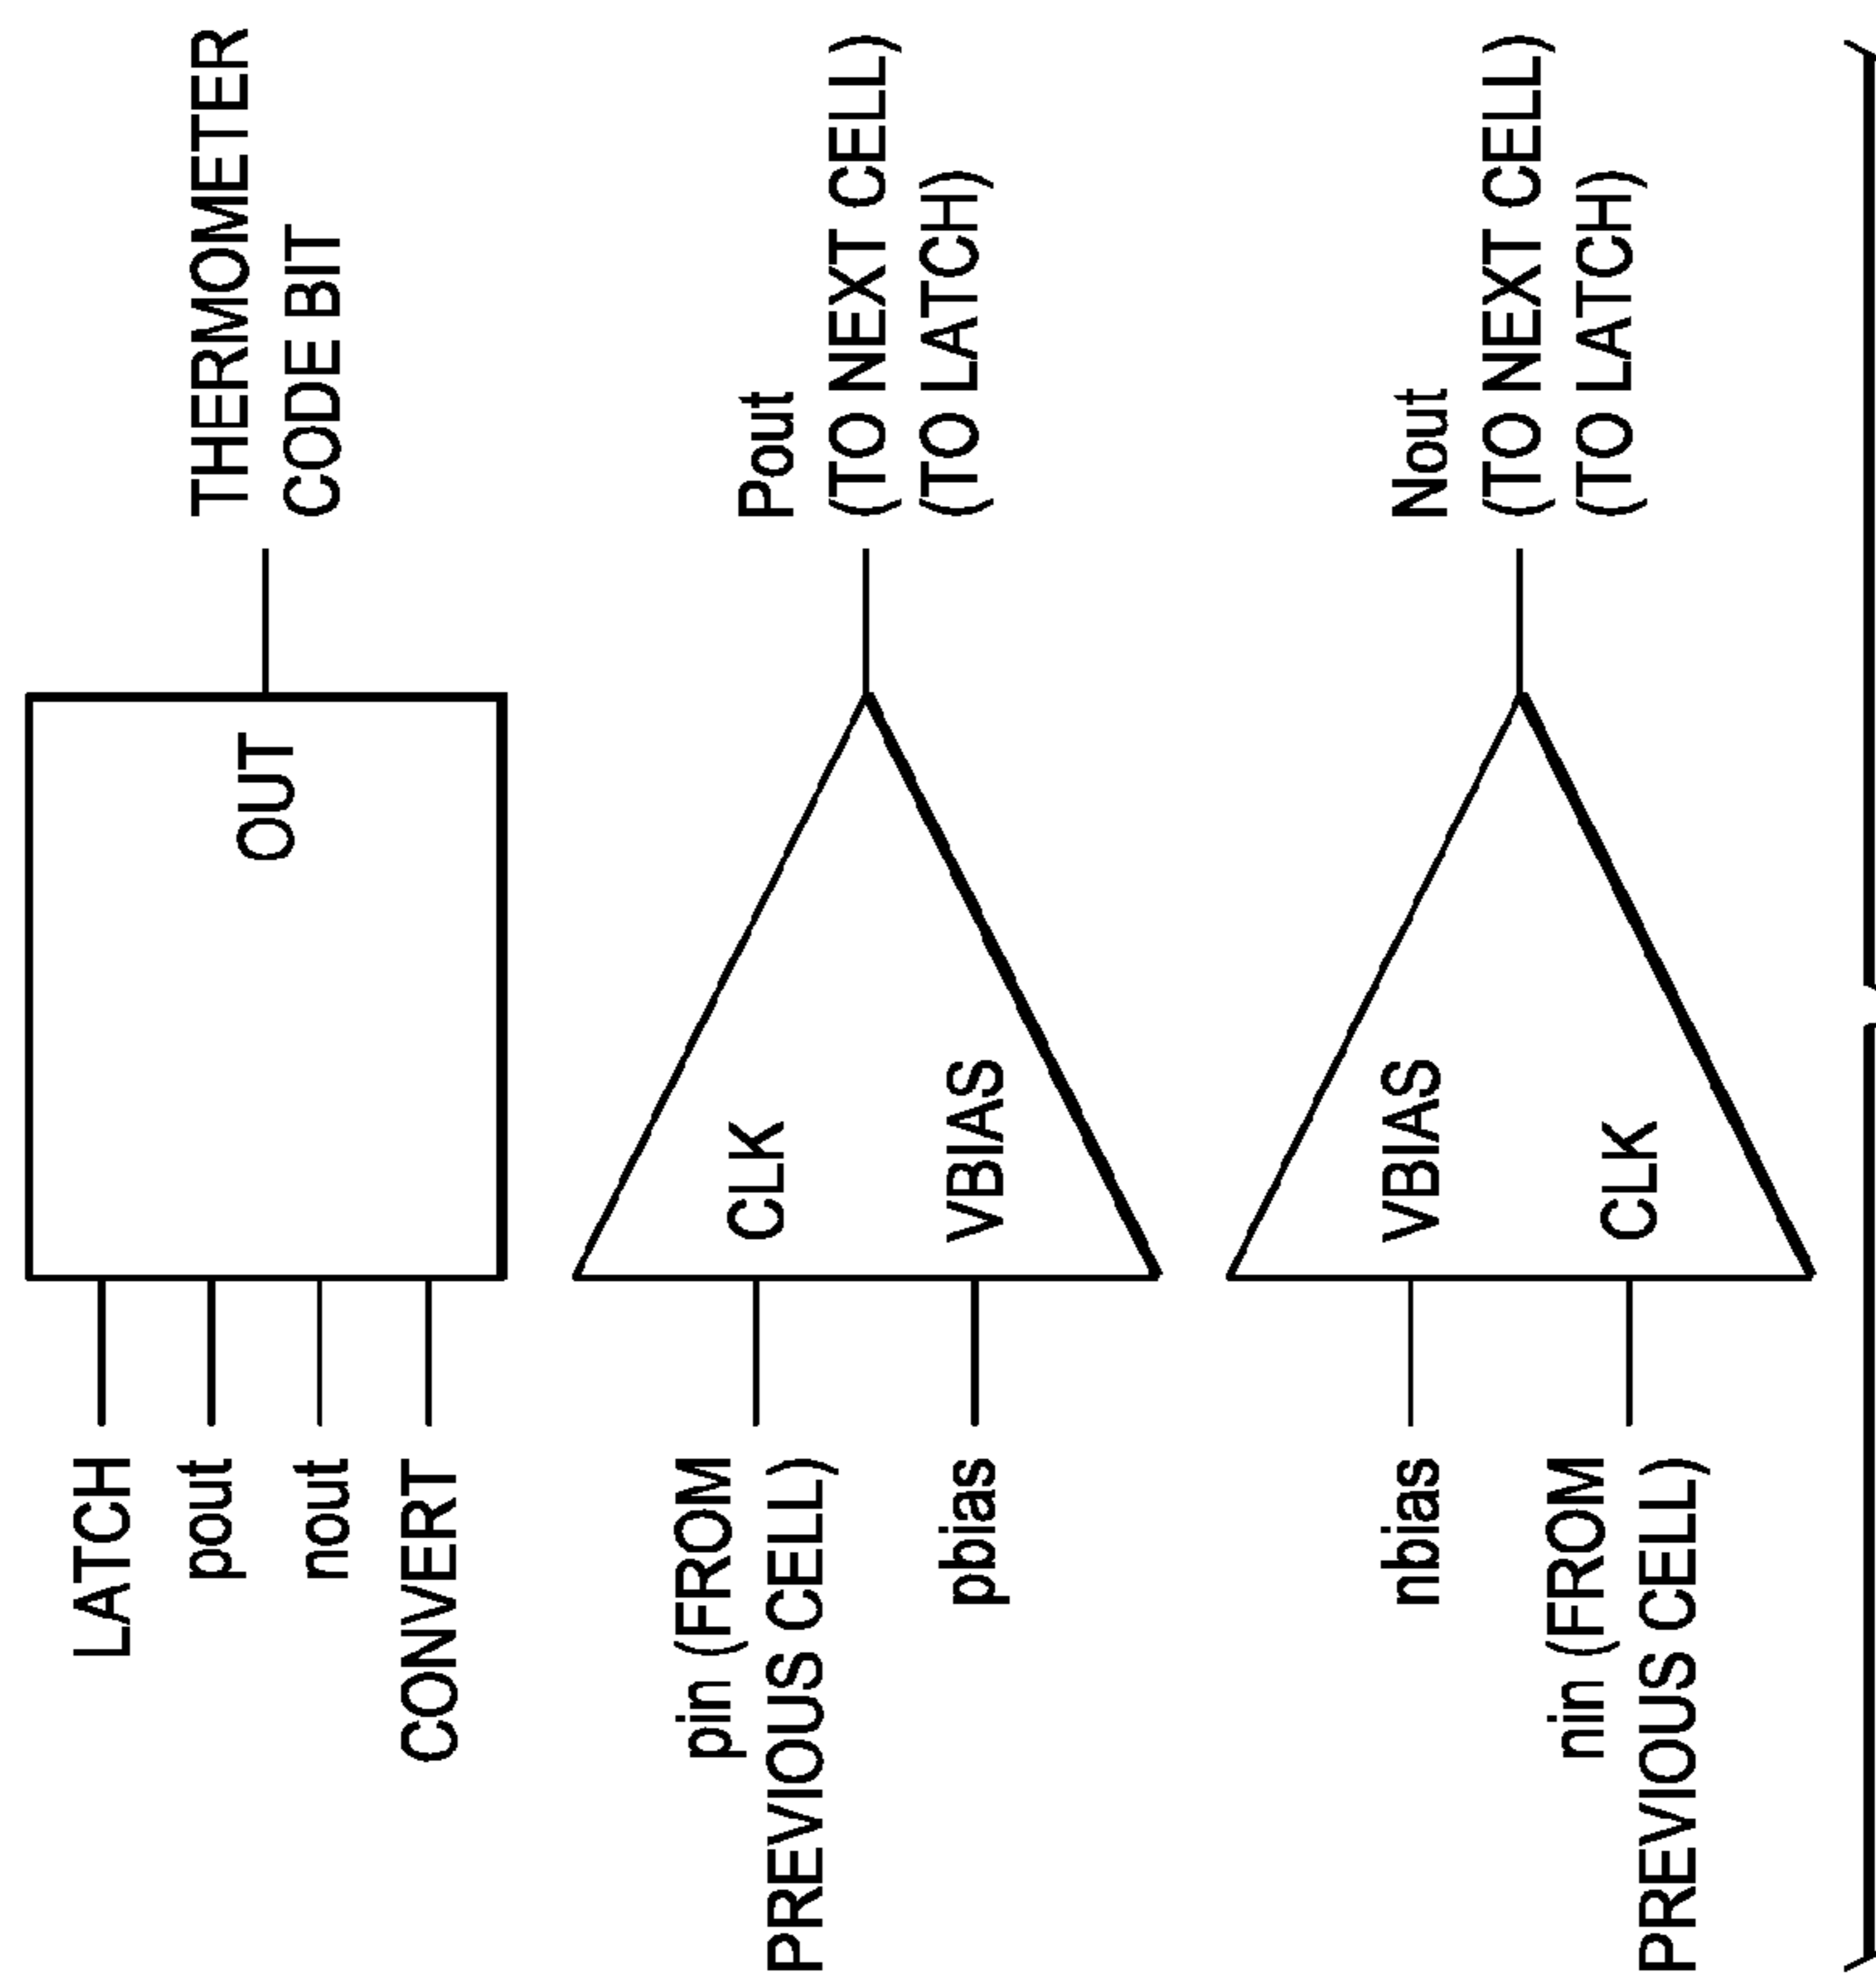 LATCH
pout
nout
CONVERT
OUT
THERMOMETER
CODE BIT
pin (FROM
PREVIOUS CELL)
pbias
CLK
VBIAS
Pout
(TO NEXT CELL)
(TO LATCH)
nbias
nin (FROM
PREVIOUS CELL)
VBIAS
CLK
Nout
(TO NEXT CELL)
(TO LATCH)